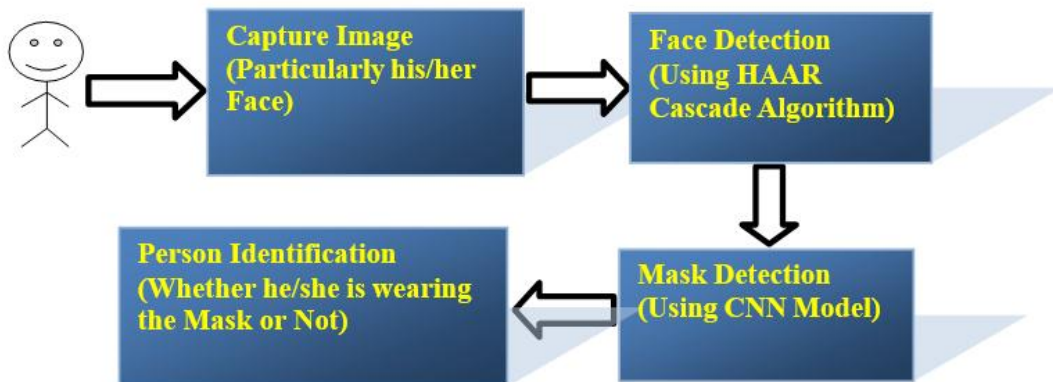 Capture Image
(Particularly his/her
Face)
Face Detection
(Using HAAR
Cascade Algorithm)
Mask Detection
(Using CNN Model)
Person Identification
(Whether he/she is wearing
the Mask or Not)